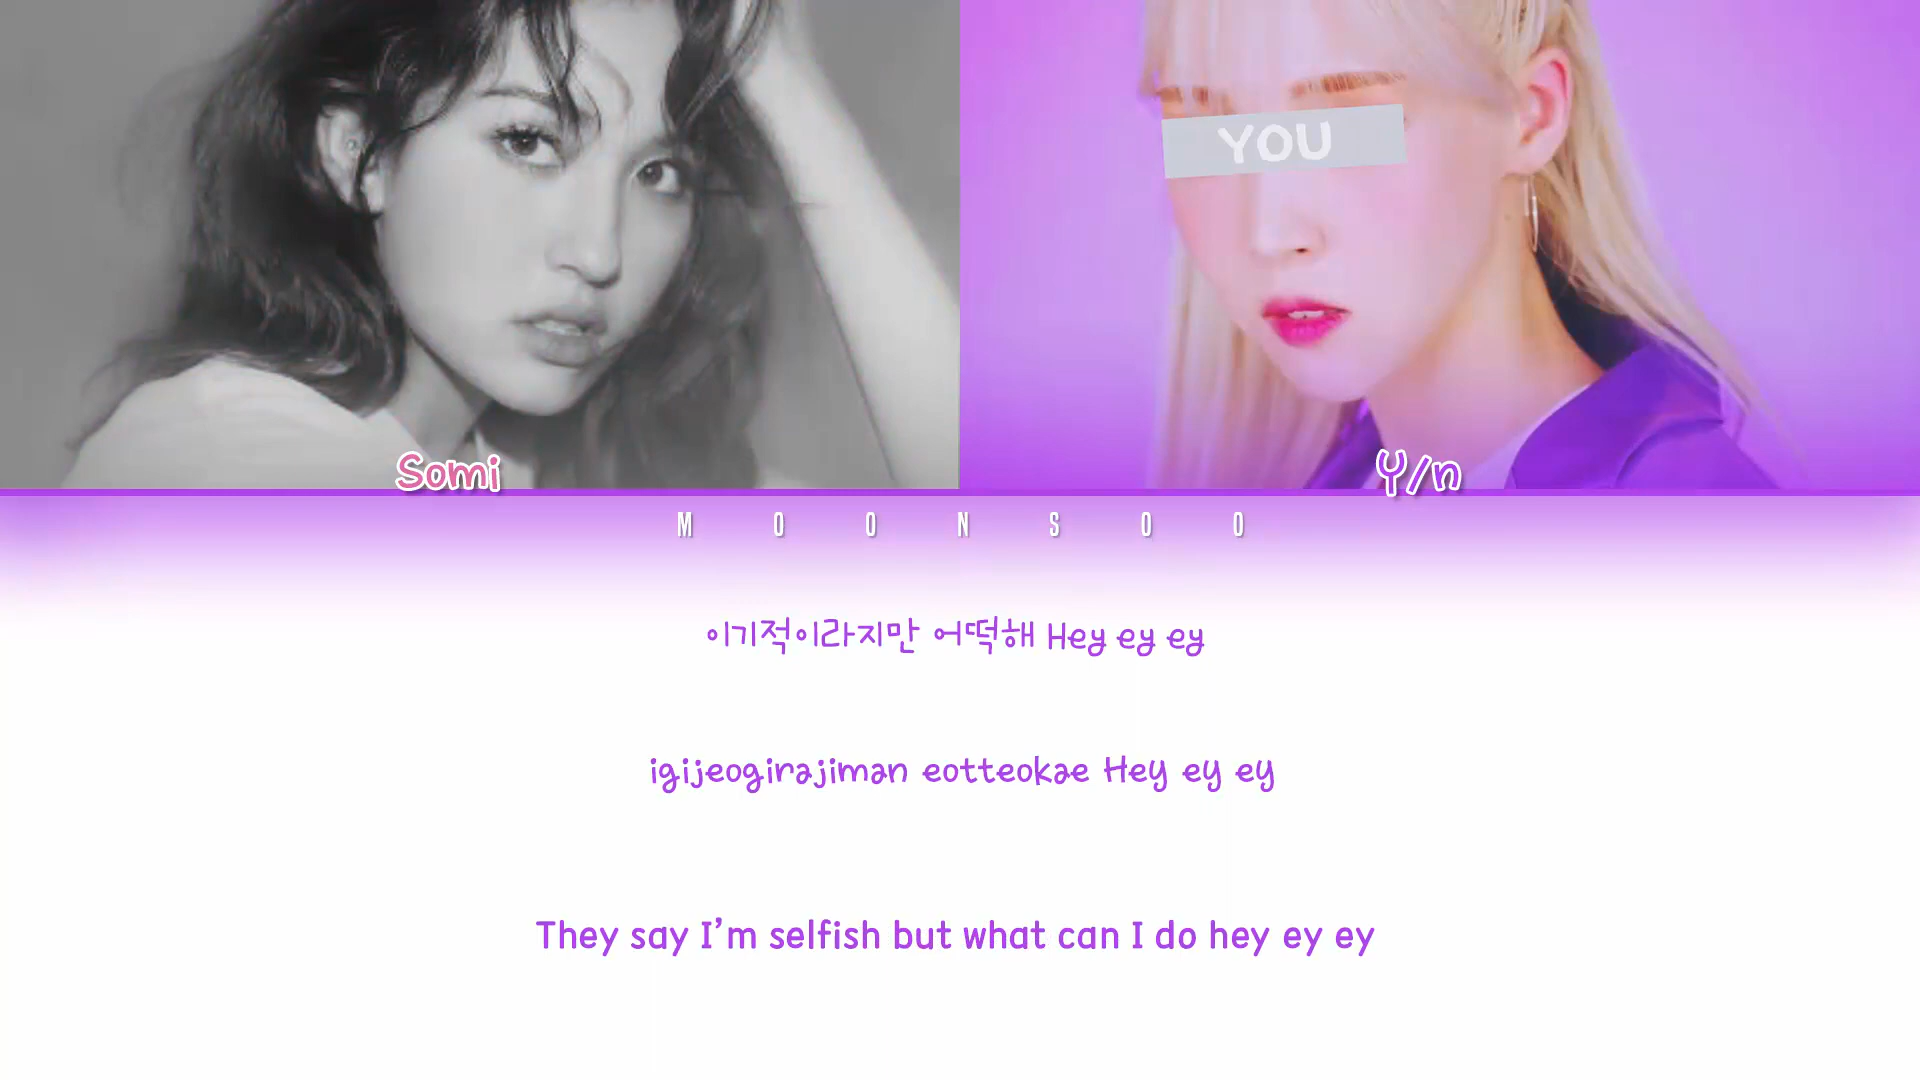 YOU
Somi
Y/n
M O O N S O O
이기적이라지만 어떡해 Hey ey ey
igijeogirajiman eotteokae Hey ey ey
They say I’m selfish but what can I do hey ey ey